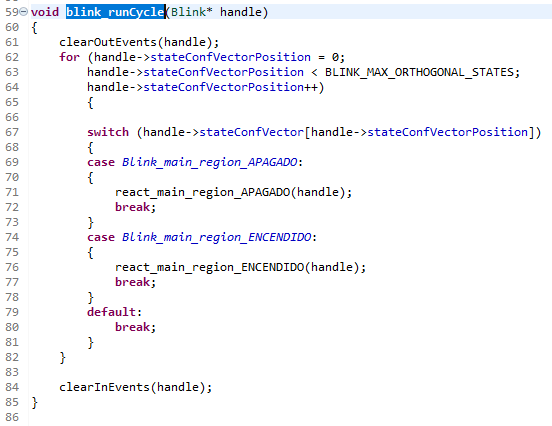 59 void blink_runCycle(Blink* handle)
60 {
61     clearOutEvents(handle);
62     for (handle->stateConfVectorPosition = 0;
63         handle->stateConfVectorPosition < BLINK_MAX_ORTHOGONAL_STATES;
64         handle->stateConfVectorPosition++)
65         {
66
67         switch (handle->stateConfVector[handle->stateConfVectorPosition])
68         {
69         case Blink_main_region_APAGADO:
70         {
71             react_main_region_APAGADO(handle);
72             break;
73         }
74         case Blink_main_region_ENCENDIDO:
75         {
76             react_main_region_ENCENDIDO(handle);
77             break;
78         }
79         default:
80             break;
81         }
82     }
83
84     clearInEvents(handle);
85 }
86